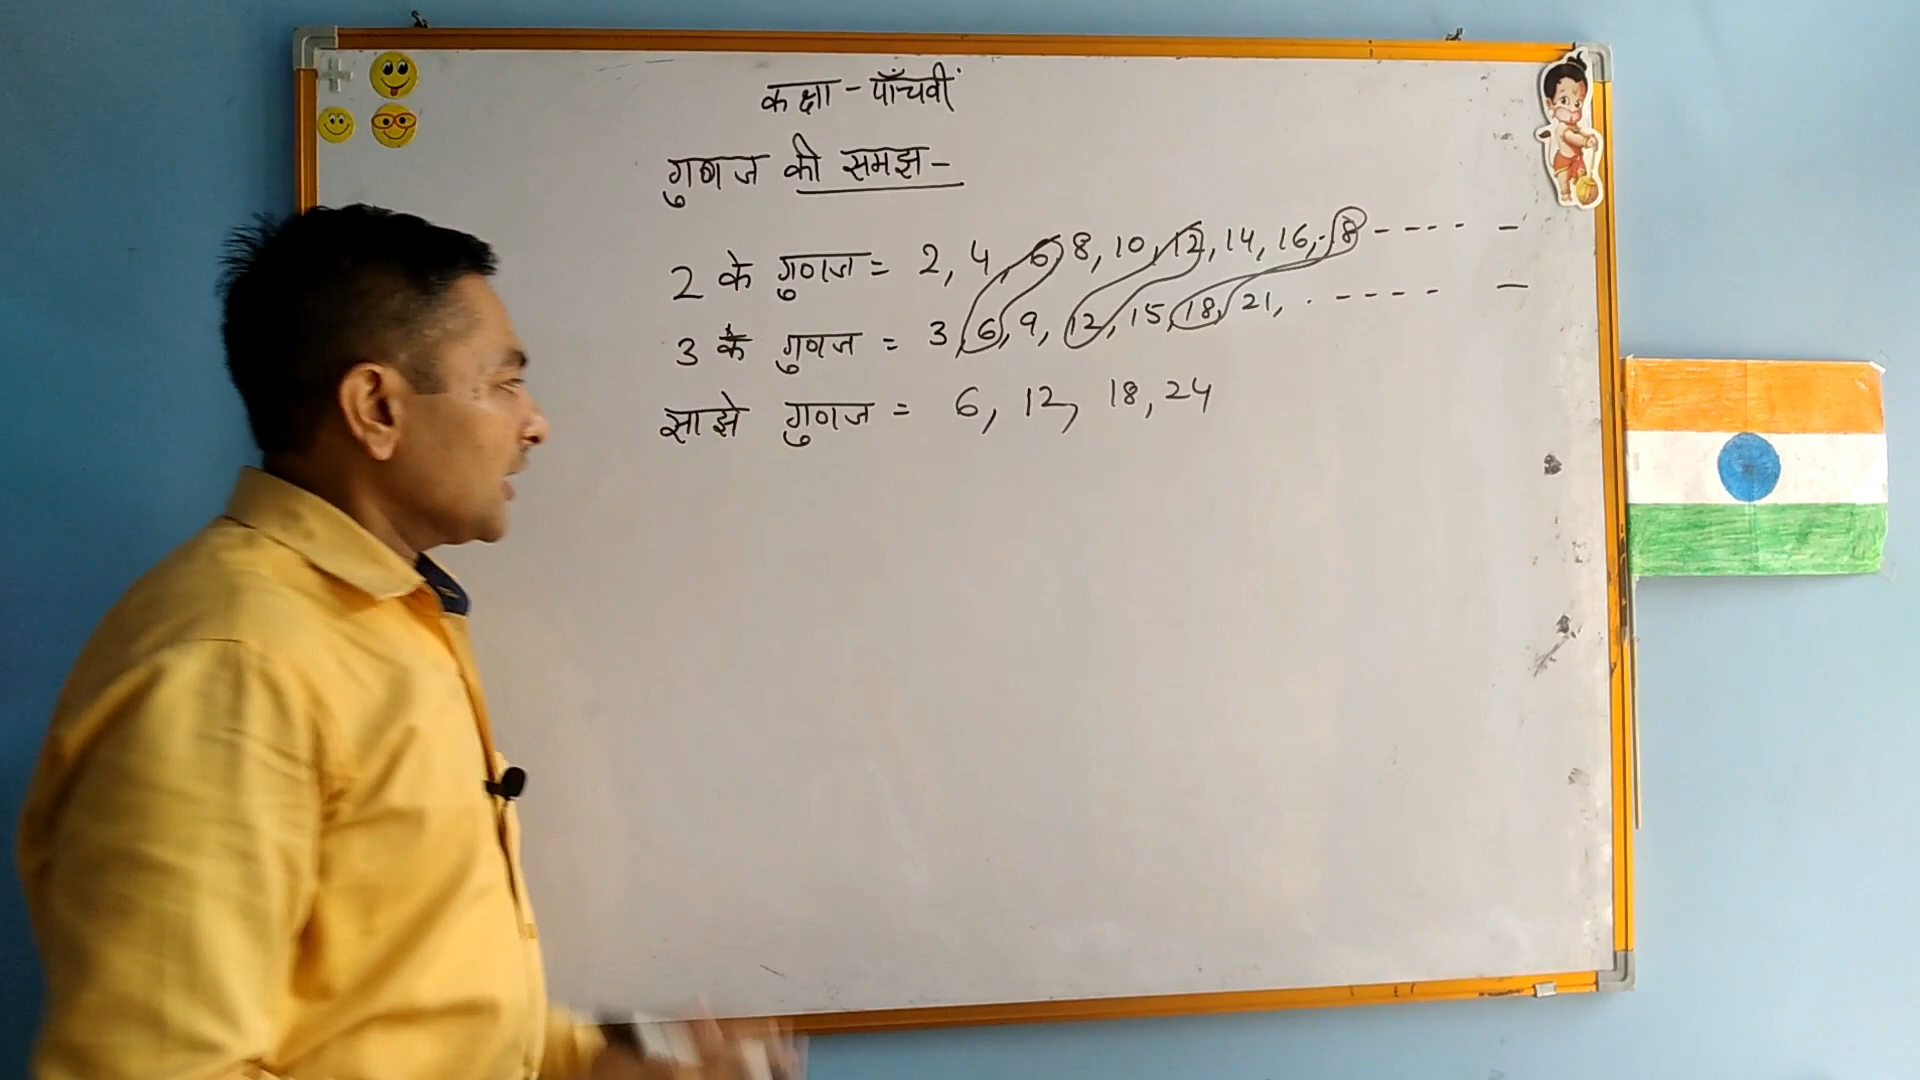 कक्षा - पाँचवीं
गुणज की समझ -
2 के गुणज = 2, 4, 6, 8, 10, 12, 14, 16, 18 - - - - -
3 के गुणज = 3, 6, 9, 12, 15, 18, 21, - - - - - -
साझे गुणज = 6, 12, 18, 24